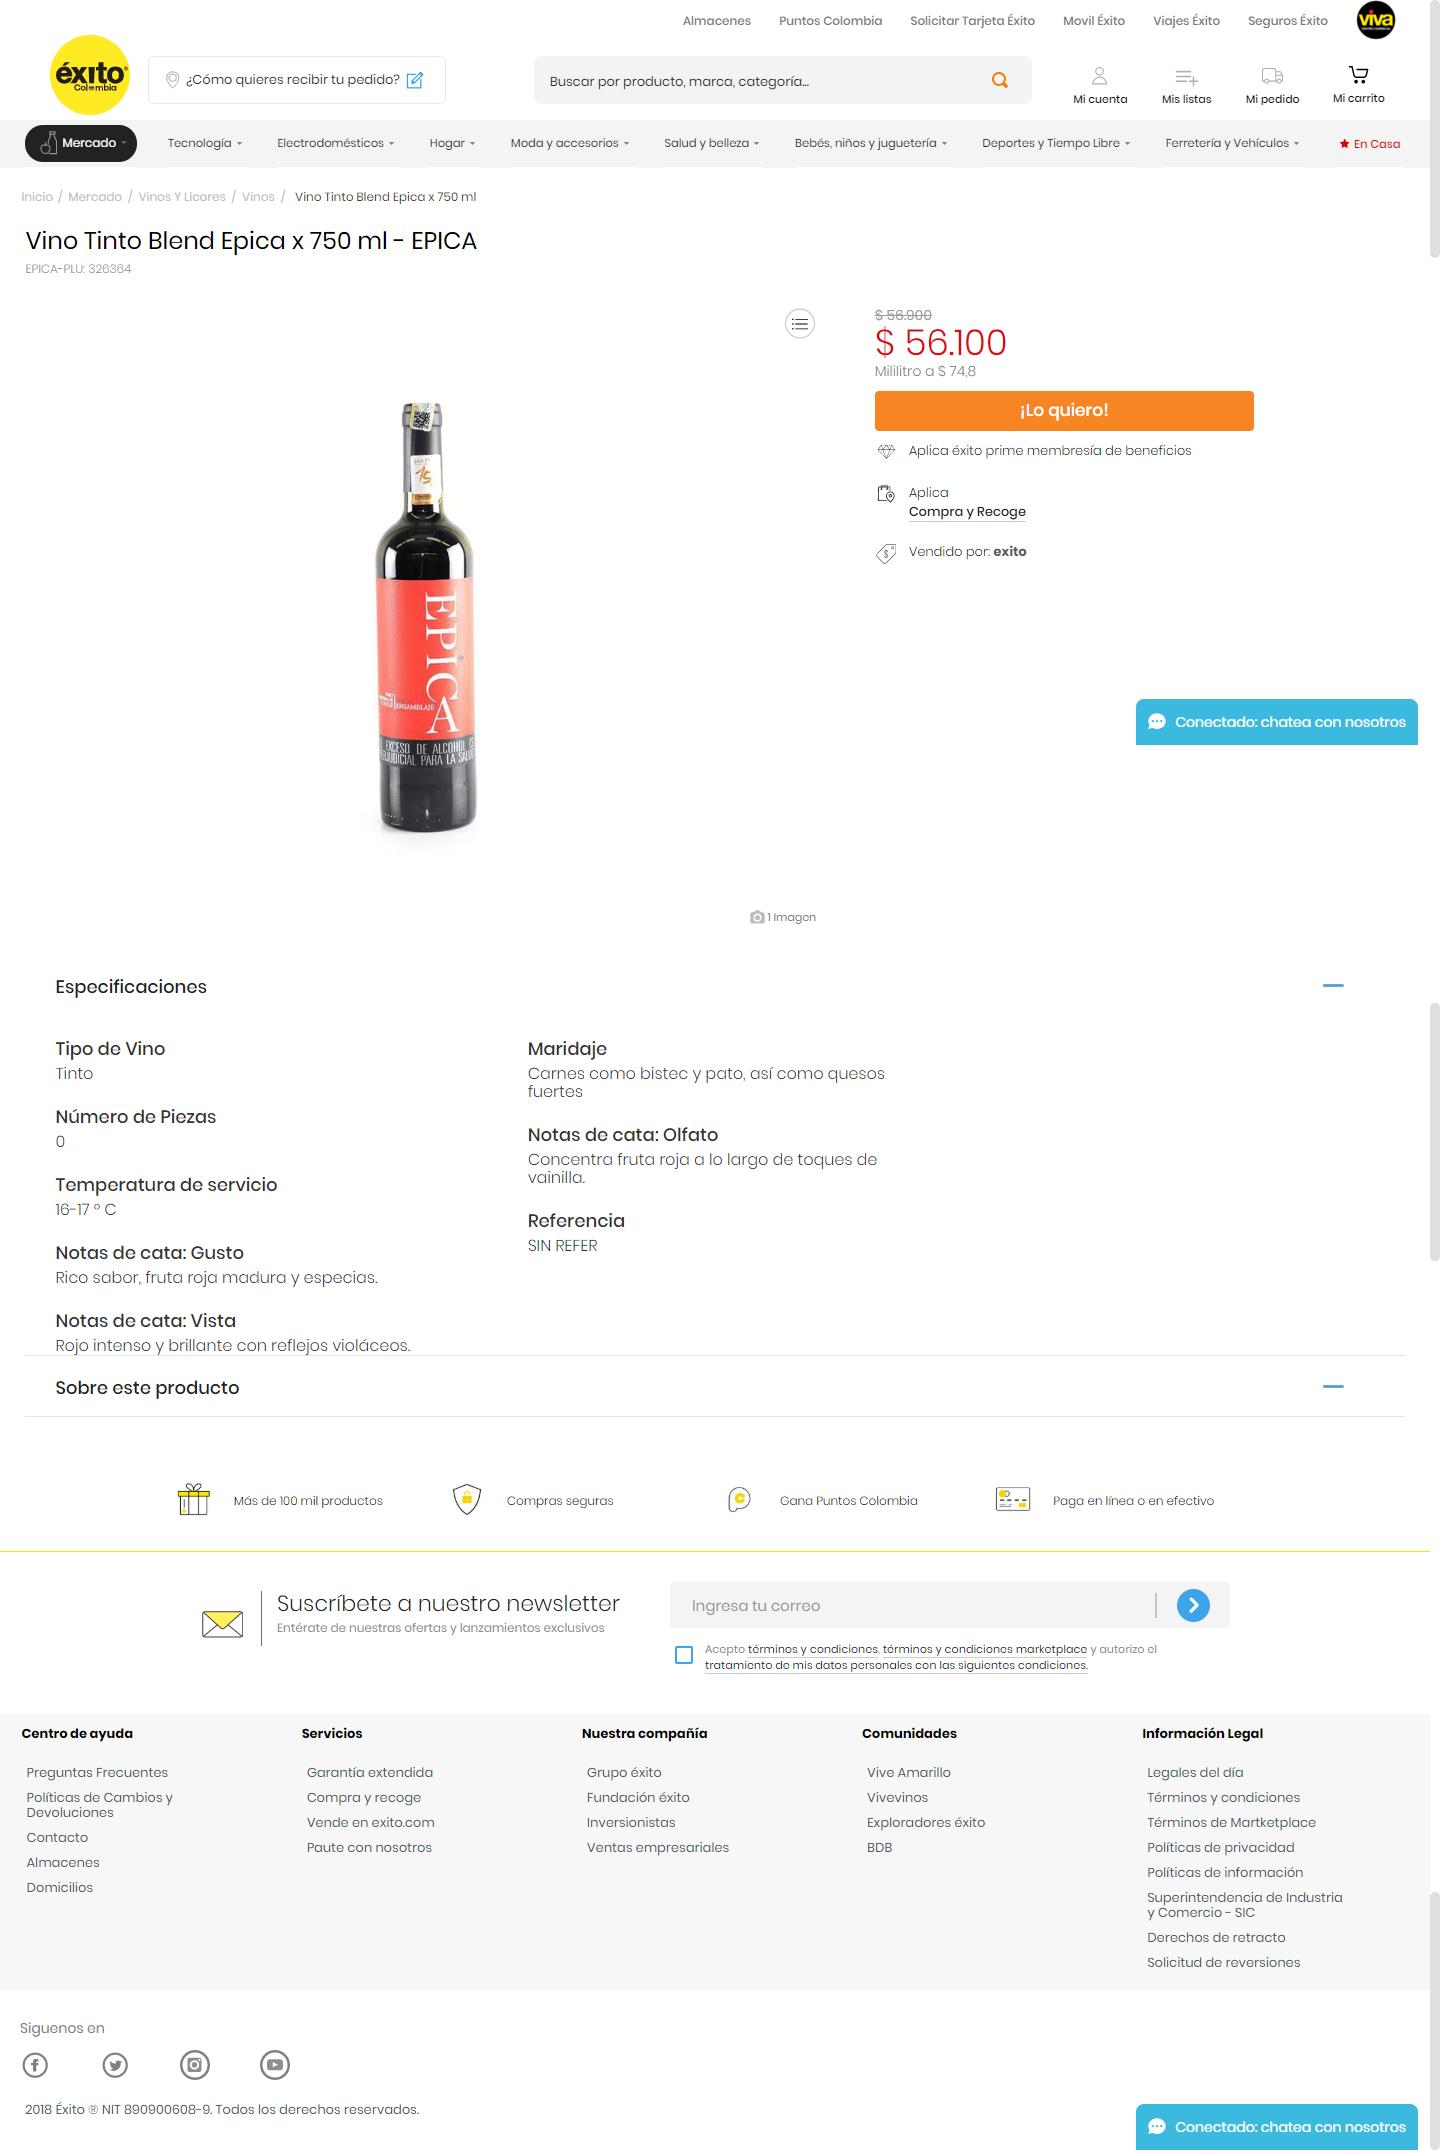 Almacenes Puntos Colombia Solicitar Tarjeta Éxito Movil Éxito Viajes Éxito Seguros Éxito viva
éxito
Colombia
¿Cómo quieres recibir tu pedido?
Buscar por producto, marca, categoría...
Mi cuenta Mis listas Mi pedido Mi carrito
Mercado Tecnología Electrodomésticos Hogar Moda y accesorios Salud y belleza Bebés, niños y juguetería Deportes y Tiempo Libre Ferretería y Vehículos En Casa
Inicio / Mercado / Vinos Y Licores / Vinos / Vino Tinto Blend Epica x 750 ml
Vino Tinto Blend Epica x 750 ml - EPICA
EPICA-PLU: 326364
$ 56.900
$ 56.100
Mililitro a $ 74,8
¡Lo quiero!
Aplica éxito prime membresía de beneficios
Aplica
Compra y Recoge
Vendido por: exito
15
EPICA
ENSAMBLAJE
EXCESO DE ALCOHOL ES
PERJUDICIAL PARA LA SALUD
Conectado: chatea con nosotros
1 Imagen
Especificaciones
Tipo de Vino
Tinto
Número de Piezas
0
Temperatura de servicio
16-17 º C
Notas de cata: Gusto
Rico sabor, fruta roja madura y especias.
Notas de cata: Vista
Rojo intenso y brillante con reflejos violáceos.
Maridaje
Carnes como bistec y pato, así como quesos
fuertes
Notas de cata: Olfato
Concentra fruta roja a lo largo de toques de
vainilla.
Referencia
SIN REFER
Sobre este producto
Más de 100 mil productos
Compras seguras
Gana Puntos Colombia
Paga en línea o en efectivo
Suscríbete a nuestro newsletter
Entérate de nuestras ofertas y lanzamientos exclusivos
Ingresa tu correo
Acepto términos y condiciones, términos y condiciones marketplace y autorizo el
tratamiento de mis datos personales con las siguientes condiciones.
Centro de ayuda
Preguntas Frecuentes
Políticas de Cambios y
Devoluciones
Contacto
Almacenes
Domicilios
Servicios
Garantía extendida
Compra y recoge
Vende en exito.com
Paute con nosotros
Nuestra compañía
Grupo éxito
Fundación éxito
Inversionistas
Ventas empresariales
Comunidades
Vive Amarillo
Vivevinos
Exploradores éxito
BDB
Información Legal
Legales del día
Términos y condiciones
Términos de Martketplace
Políticas de privacidad
Políticas de información
Superintendencia de Industria
y Comercio - SIC
Derechos de retracto
Solicitud de reversiones
Siguenos en
2018 Éxito ® NIT 890900608-9. Todos los derechos reservados.
Conectado: chatea con nosotros